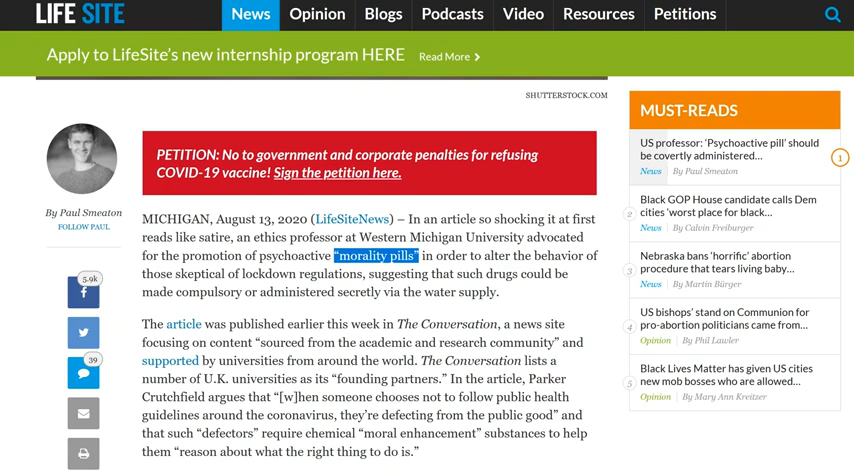 LIFE SITE
News Opinion Blogs Podcasts Video Resources Petitions
Apply to LifeSite's new internship program HERE Read More
SHUTTERSTOCK.COM
By Paul Smeaton
FOLLOW PAUL
5.9k
f
39
PETITION: No to government and corporate penalties for refusing
COVID-19 vaccine! Sign the petition here.
MICHIGAN, August 13, 2020 (LifeSiteNews) – In an article so shocking it at first
reads like satire, an ethics professor at Western Michigan University advocated
for the promotion of psychoactive “morality pills” in order to alter the behavior of
those skeptical of lockdown regulations, suggesting that such drugs could be
made compulsory or administered secretly via the water supply.
The article was published earlier this week in The Conversation, a news site
focusing on content “sourced from the academic and research community” and
supported by universities from around the world. The Conversation lists a
number of U.K. universities as its “founding partners.” In the article, Parker
Crutchfield argues that “[w]hen someone chooses not to follow public health
guidelines around the coronavirus, they’re defecting from the public good” and
that such “defectors” require chemical “moral enhancement” substances to help
them “reason about what the right thing to do is.”
MUST-READS
US professor: ‘Psychoactive pill’ should
be covertly administered...
News By Paul Smeaton
1
Black GOP House candidate calls Dem
cities ‘worst place for black...
News By Calvin Freiburger
2
Nebraska bans ‘horrific’ abortion
procedure that tears living baby...
News By Martin Bürger
3
US bishops’ stand on Communion for
pro-abortion politicians came from...
Opinion By Phil Lawler
4
Black Lives Matter has given US cities
new mob bosses who are allowed...
Opinion By Mary Ann Kreitzer
5